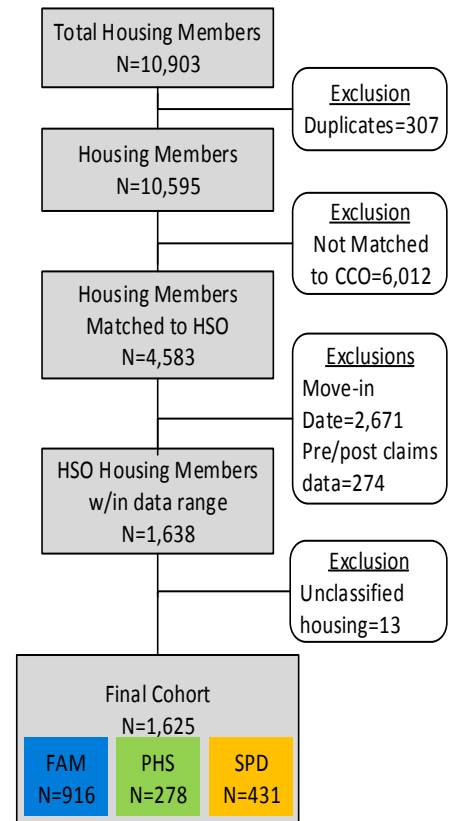 Total Housing Members
N=10,903
Exclusion
Duplicates=307
Housing Members
N=10,595
Exclusion
Not Matched
to CCO=6,012
Housing Members
Matched to HSO
N=4,583
Exclusions
Move-in
Date=2,671
Pre/post claims
data=274
HSO Housing Members
w/in data range
N=1,638
Exclusion
Unclassified
housing=13
Final Cohort
N=1,625
FAM
N=916
PHS
N=278
SPD
N=431